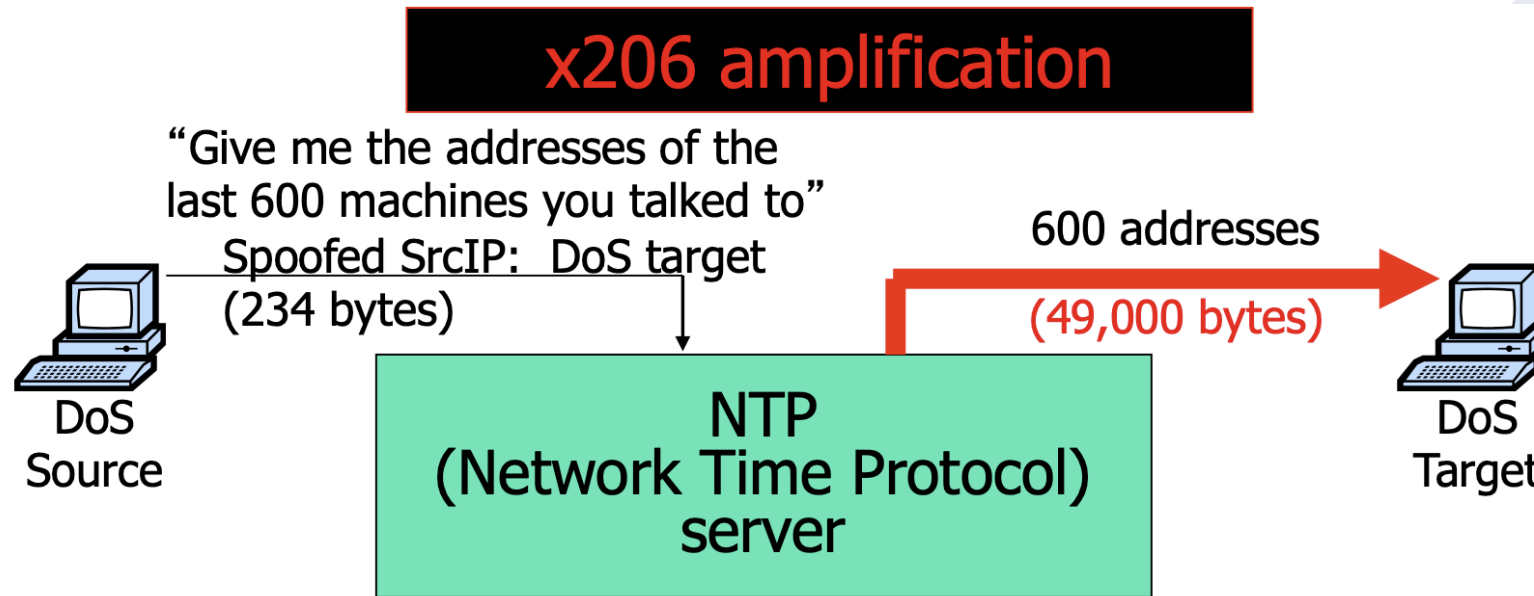 x206 amplification
“Give me the addresses of the
last 600 machines you talked to”
Spoofed SrcIP: DoS target
(234 bytes)
600 addresses
(49,000 bytes)
DoS
Source
NTP
(Network Time Protocol)
server
DoS
Target